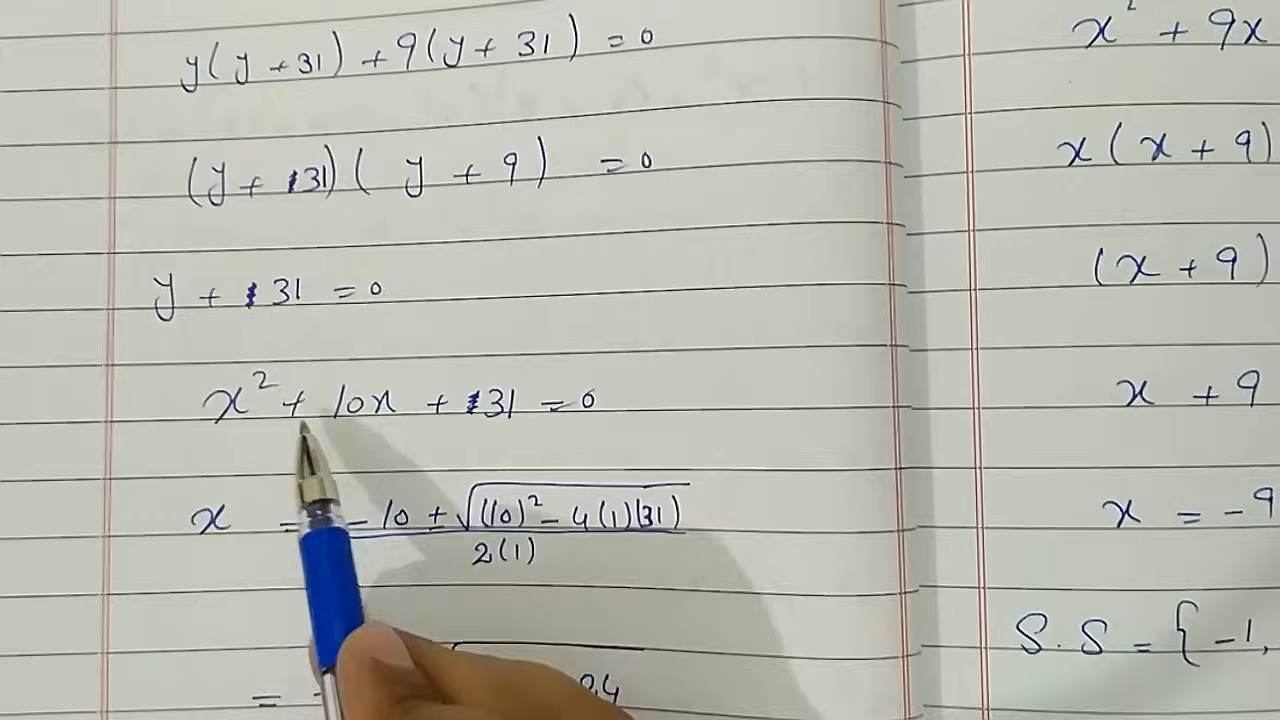 y(y+31)+9(y+31)=0
(y+31)(y+9)=0
y+31=0
x²+10x+31=0
x = -10±√((10)²-4(1)(31)
2(1)
= 24
x²+9x
x(x+9)
(x+9)
x+9
x=-9
S.S={-1,